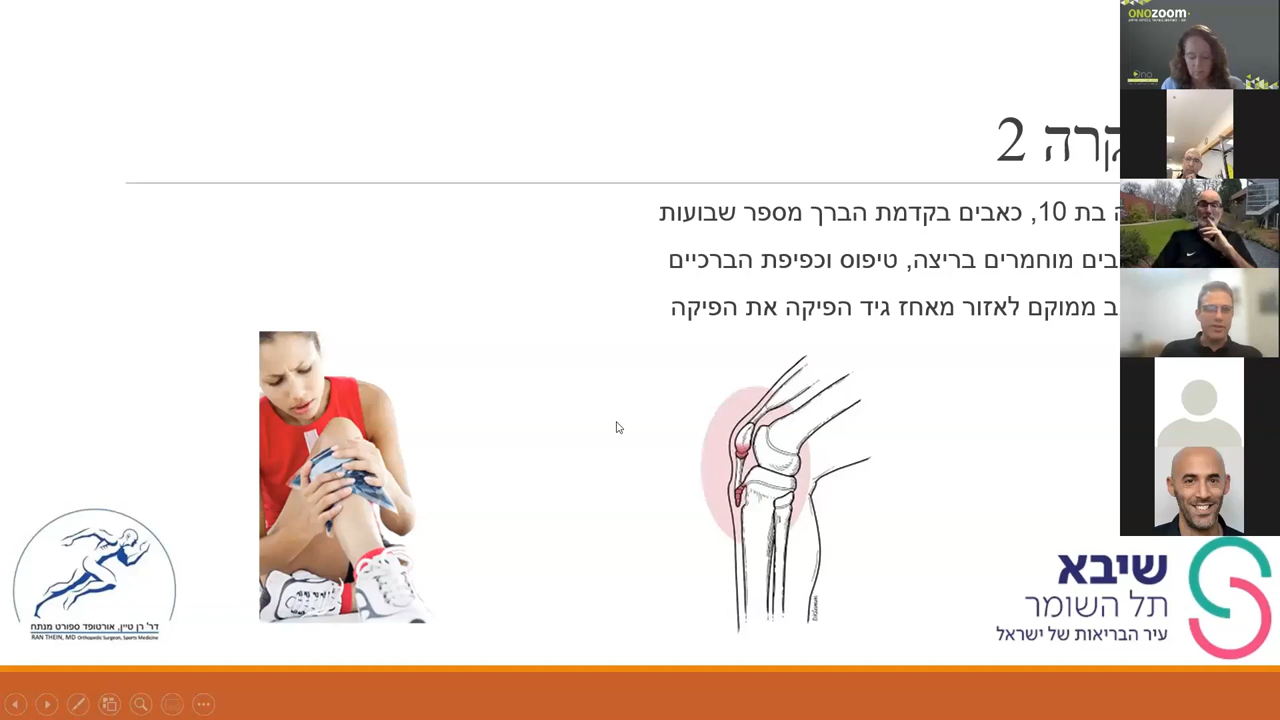 קרה 2
בת 10, כאבים בקדמת הברך מספר שבועות
בים מוחמרים בריצה, טיפוס וכפיפת הברכיים
ב ממוקם לאזור מאחז גיד הפיקה את הפיקה
דר' רן טיין, אורטופד ספורט מנתח
RAN THEIN, MD Orthopedic Surgeon, Sports Medicine
שיבא
תל השומר
עיר הבריאות של ישראל
ONOZOOM
Ono